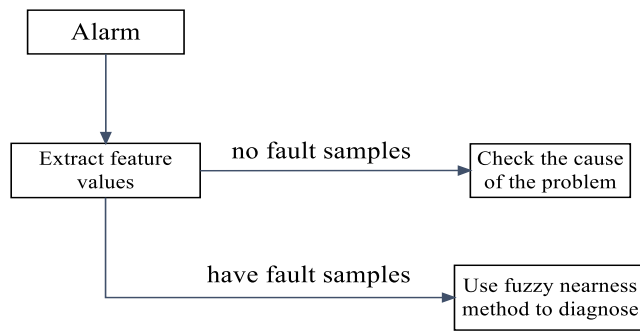 Alarm
Extract feature
values
no fault samples
Check the cause
of the problem
have fault samples
Use fuzzy nearness
method to diagnose